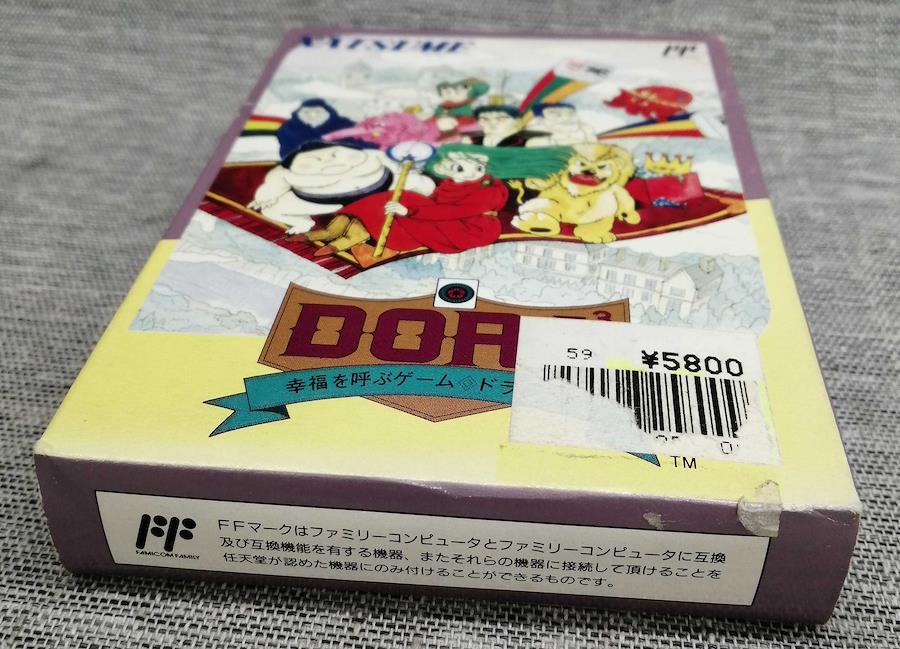 NATSUME
FF
DOR
3
幸福を呼ぶゲーム ドラ
59
¥5800
TM
FF
FAMICOM FAMILY
FFマークはファミリーコンピュータとファミリーコンピュータに互換
及び互換機能を有する機器、またそれらの機器に接続して頂けることを
任天堂が認めた機器にのみ付けることができるものです。